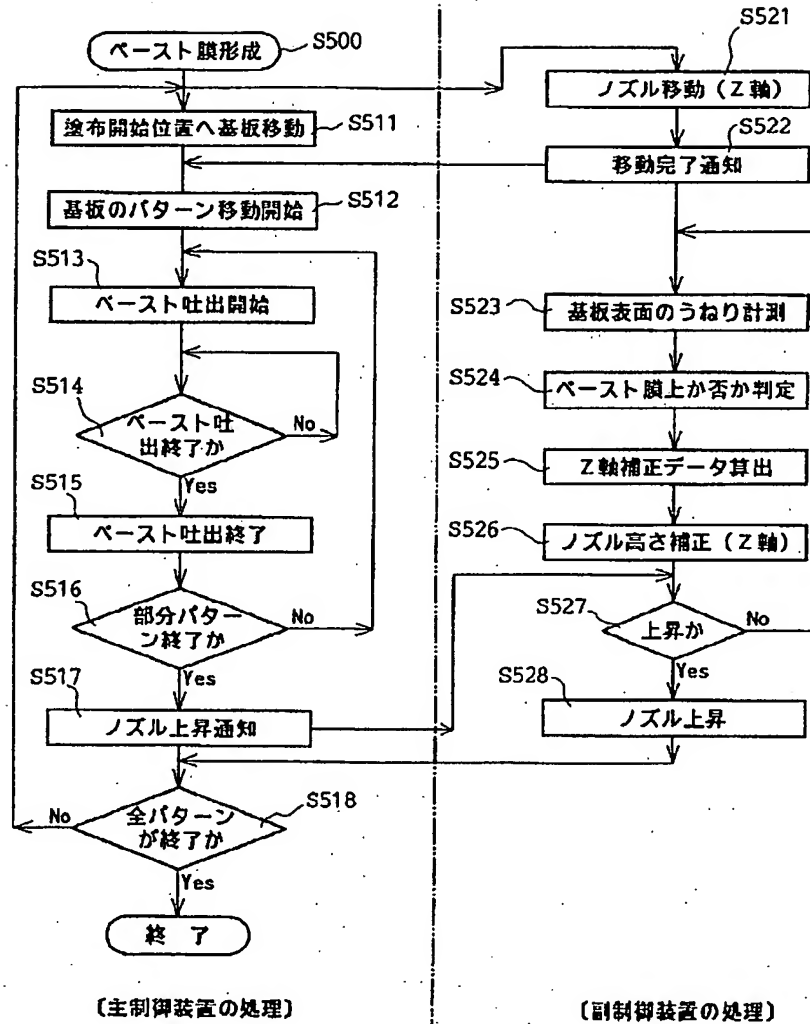 ペースト膜形成
S500
塗布開始位置へ基板移動
S511
基板のパターン移動開始
S512
S513
ペースト吐出開始
S514
ペースト吐
出終了か
No
Yes
S515
ペースト吐出終了
S516
部分パター
ン終了か
No
Yes
S517
ノズル上昇通知
全パターン
が終了か
S518
No
Yes
終 了
〔主制御装置の処理〕
S521
ノズル移動（Z軸）
S522
移動完了通知
S523
基板表面のうねり計測
S524
ペースト膜上か否か判定
S525
Z軸補正データ算出
S526
ノズル高さ補正（Z軸）
S527
上昇か
No
Yes
S528
ノズル上昇
〔副制御装置の処理〕